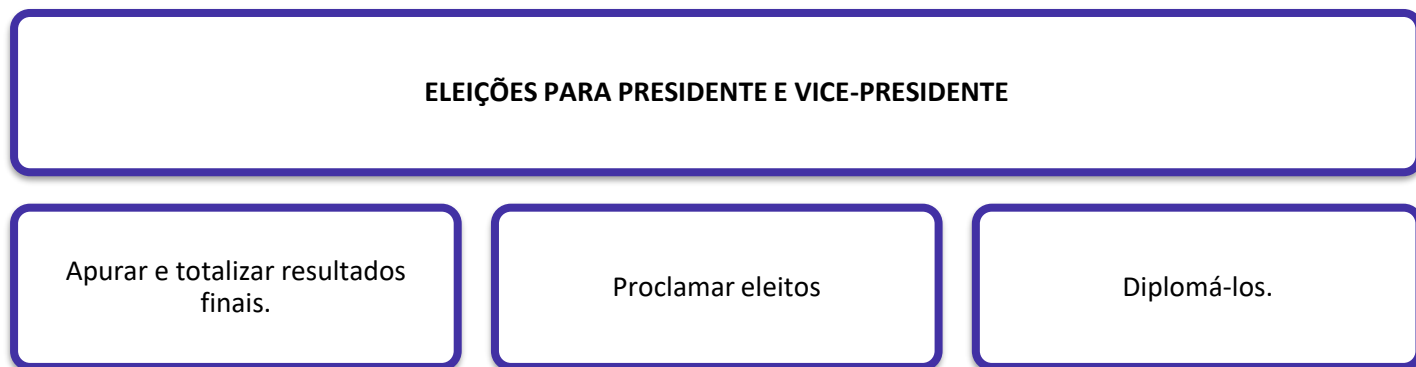 ELEIÇÕES PARA PRESIDENTE E VICE-PRESIDENTE
Apurar e totalizar resultados
finais.
Proclamar eleitos
Diplomá-los.